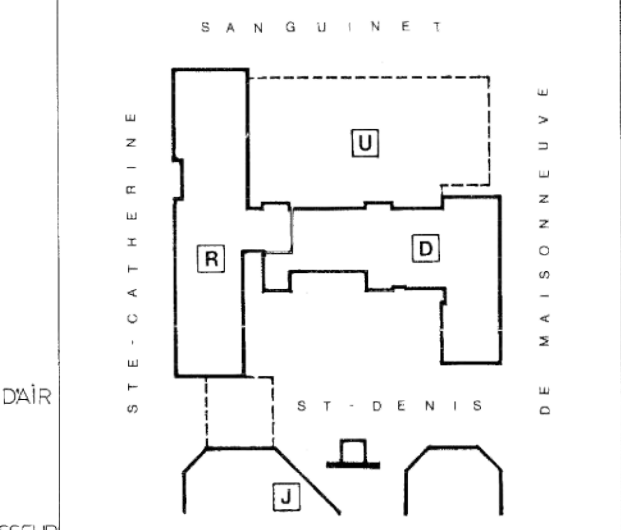 SANGUINET
STE-CATHERINE
DE MAISONNEUVE
U
R
D
D'AIR
ST-DENIS
J